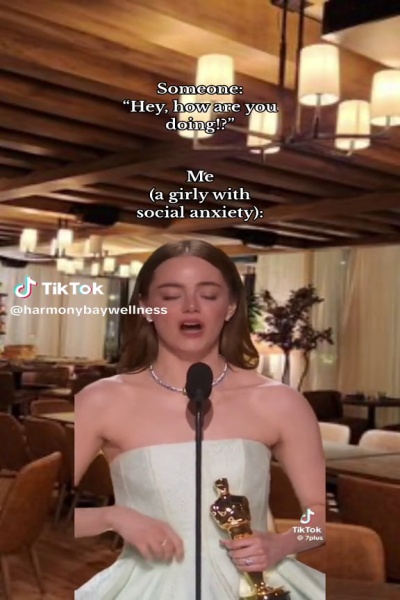 Someone:
“Hey, how are you
doing!?”
Me
(a girly with
social anxiety):
TikTok
@harmonybaywellness
TikTok
@ 7plus